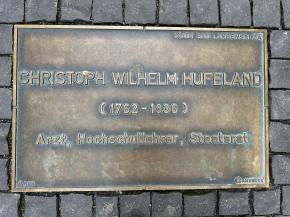 CHRISTOPH WILHELM HUFELAND
(1762-1836)
Arzt, Hochschullehrer, Staatsrat